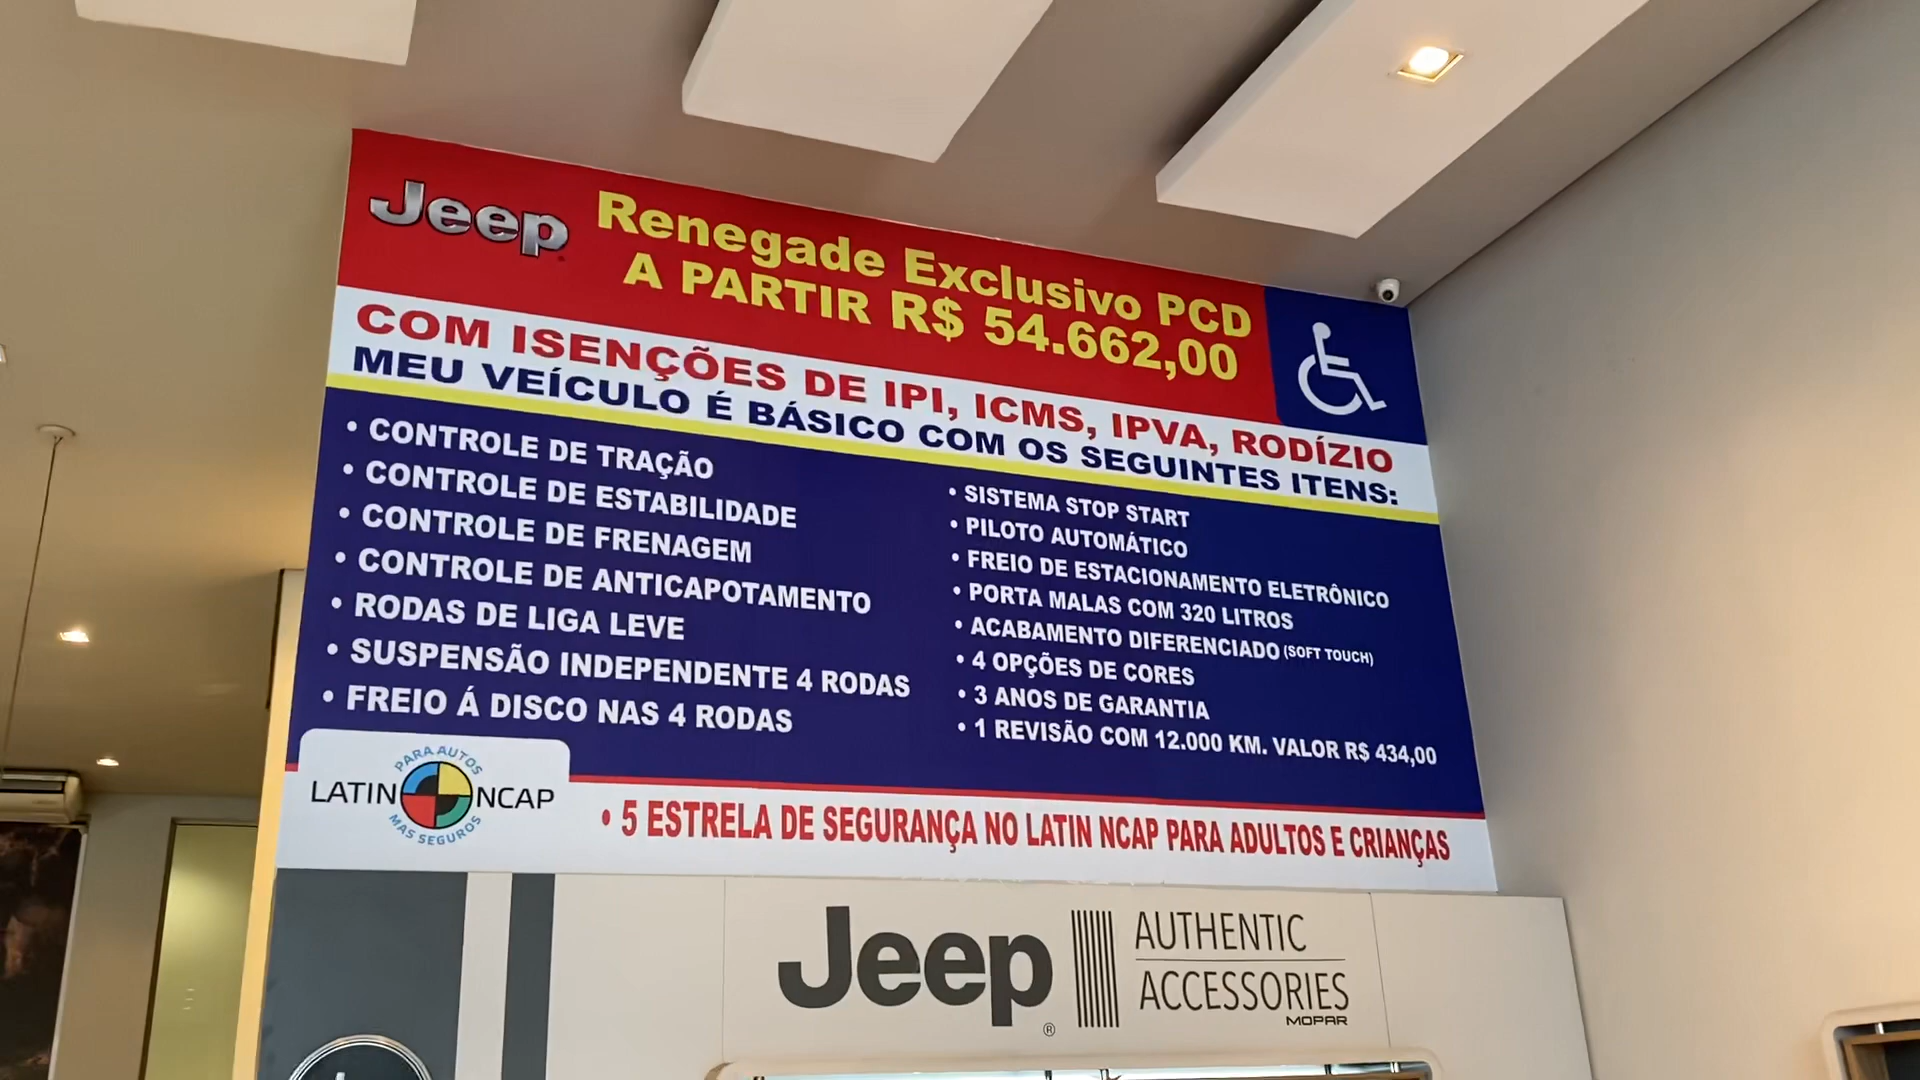 Jeep
Renegade Exclusivo PCD
A PARTIR R$ 54.662,00
COM ISENÇÕES DE IPI, ICMS, IPVA, RODÍZIO
MEU VEÍCULO É BÁSICO COM OS SEGUINTES ITENS:
• CONTROLE DE TRAÇÃO
• CONTROLE DE ESTABILIDADE
• CONTROLE DE FRENAGEM
• CONTROLE DE ANTICAPOTAMENTO
• RODAS DE LIGA LEVE
• SUSPENSÃO INDEPENDENTE 4 RODAS
• FREIO Á DISCO NAS 4 RODAS
• SISTEMA STOP START
• PILOTO AUTOMÁTICO
• FREIO DE ESTACIONAMENTO ELETRÔNICO
• PORTA MALAS COM 320 LITROS
• ACABAMENTO DIFERENCIADO (SOFT TOUCH)
• 4 OPÇÕES DE CORES
• 3 ANOS DE GARANTIA
• 1 REVISÃO COM 12.000 KM. VALOR R$ 434,00
PARA AUTOS
LATIN NCAP
MAS SEGUROS
• 5 ESTRELA DE SEGURANÇA NO LATIN NCAP PARA ADULTOS E CRIANÇAS
Jeep®
AUTHENTIC
ACCESSORIES
MOPAR